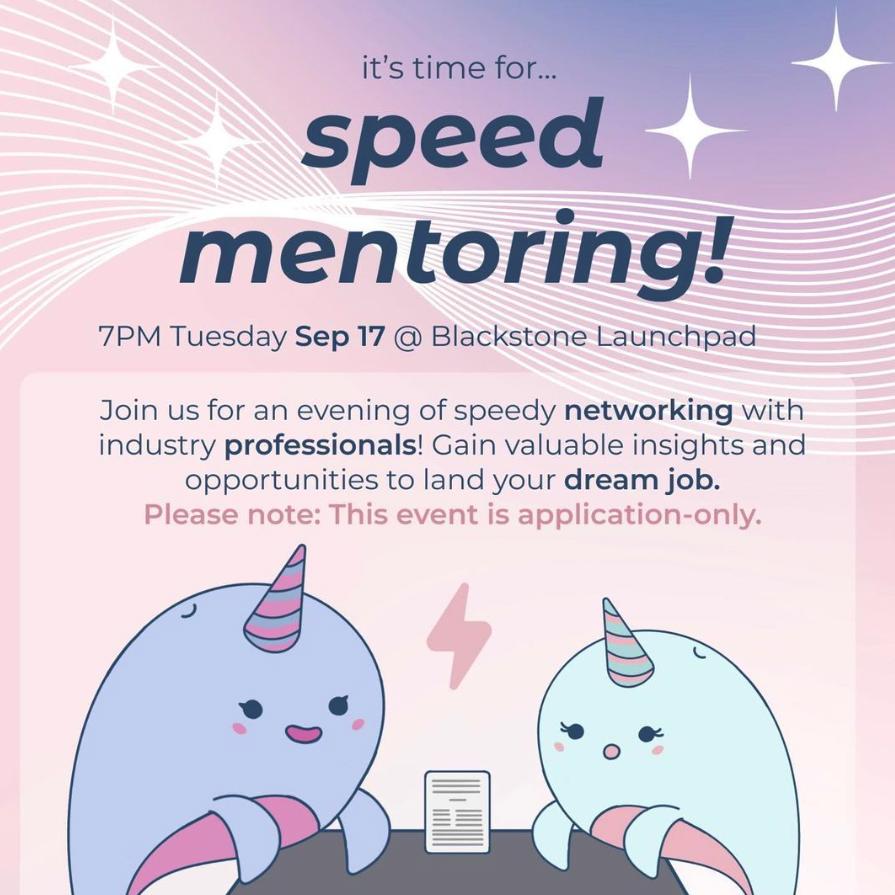 it’s time for...
speed
mentoring!
7PM Tuesday Sep 17 @ Blackstone Launchpad
Join us for an evening of speedy networking with
industry professionals! Gain valuable insights and
opportunities to land your dream job.
Please note: This event is application-only.